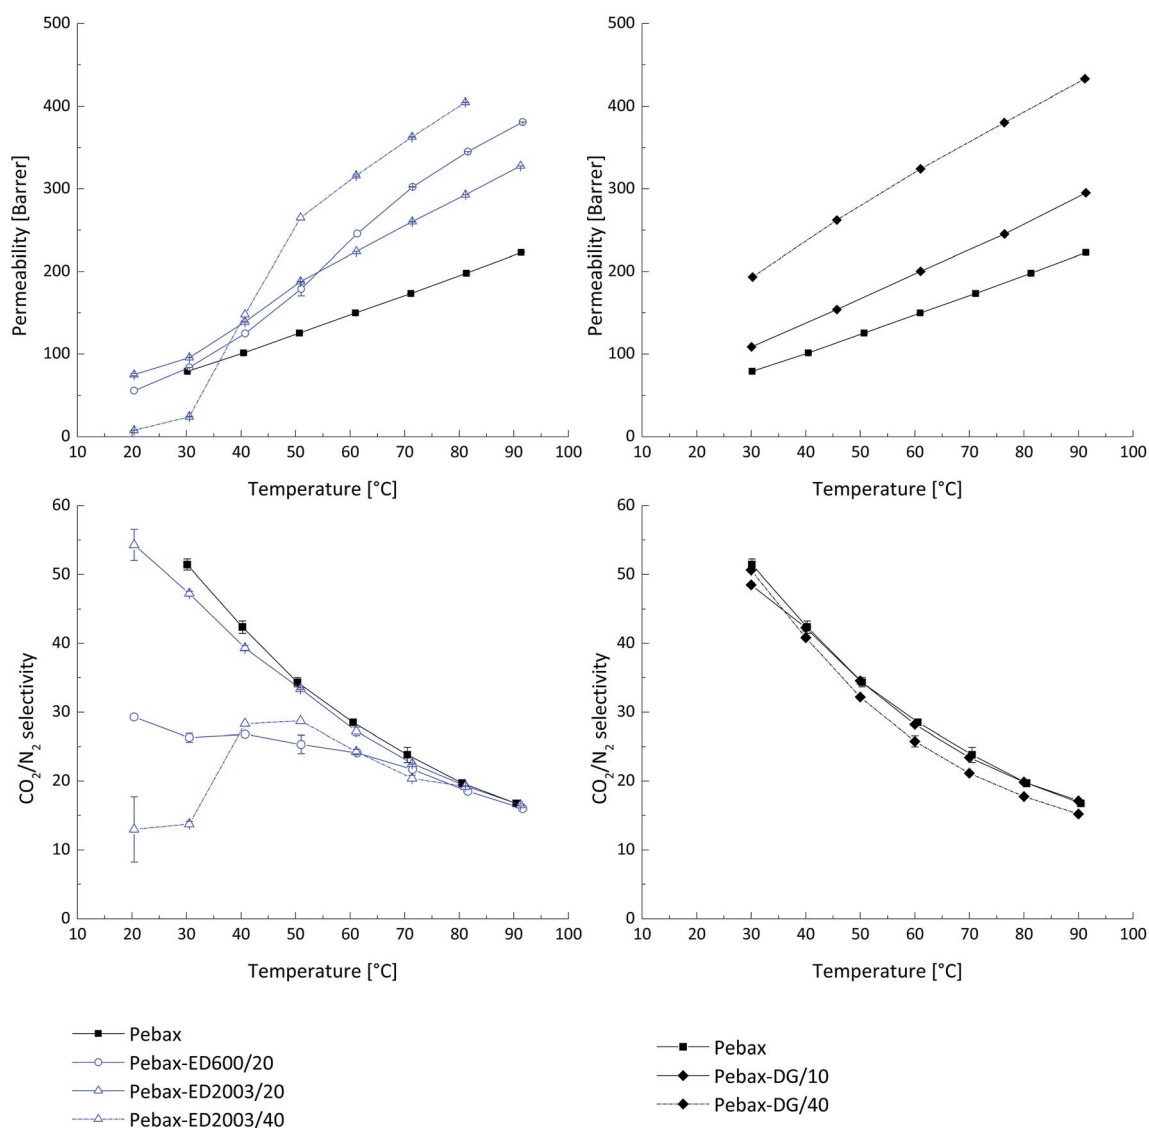 500
400
300
200
100
0
Permeability [Barrer]
10 20 30 40 50 60 70 80 90 100
Temperature [°C]
500
400
300
200
100
0
Permeability [Barrer]
10 20 30 40 50 60 70 80 90 100
Temperature [°C]
60
50
40
30
20
10
0
CO₂/N₂ selectivity
10 20 30 40 50 60 70 80 90 100
Temperature [°C]
60
50
40
30
20
10
0
CO₂/N₂ selectivity
10 20 30 40 50 60 70 80 90 100
Temperature [°C]
Pebax
Pebax-ED600/20
Pebax-ED2003/20
Pebax-ED2003/40
Pebax
Pebax-DG/10
Pebax-DG/40